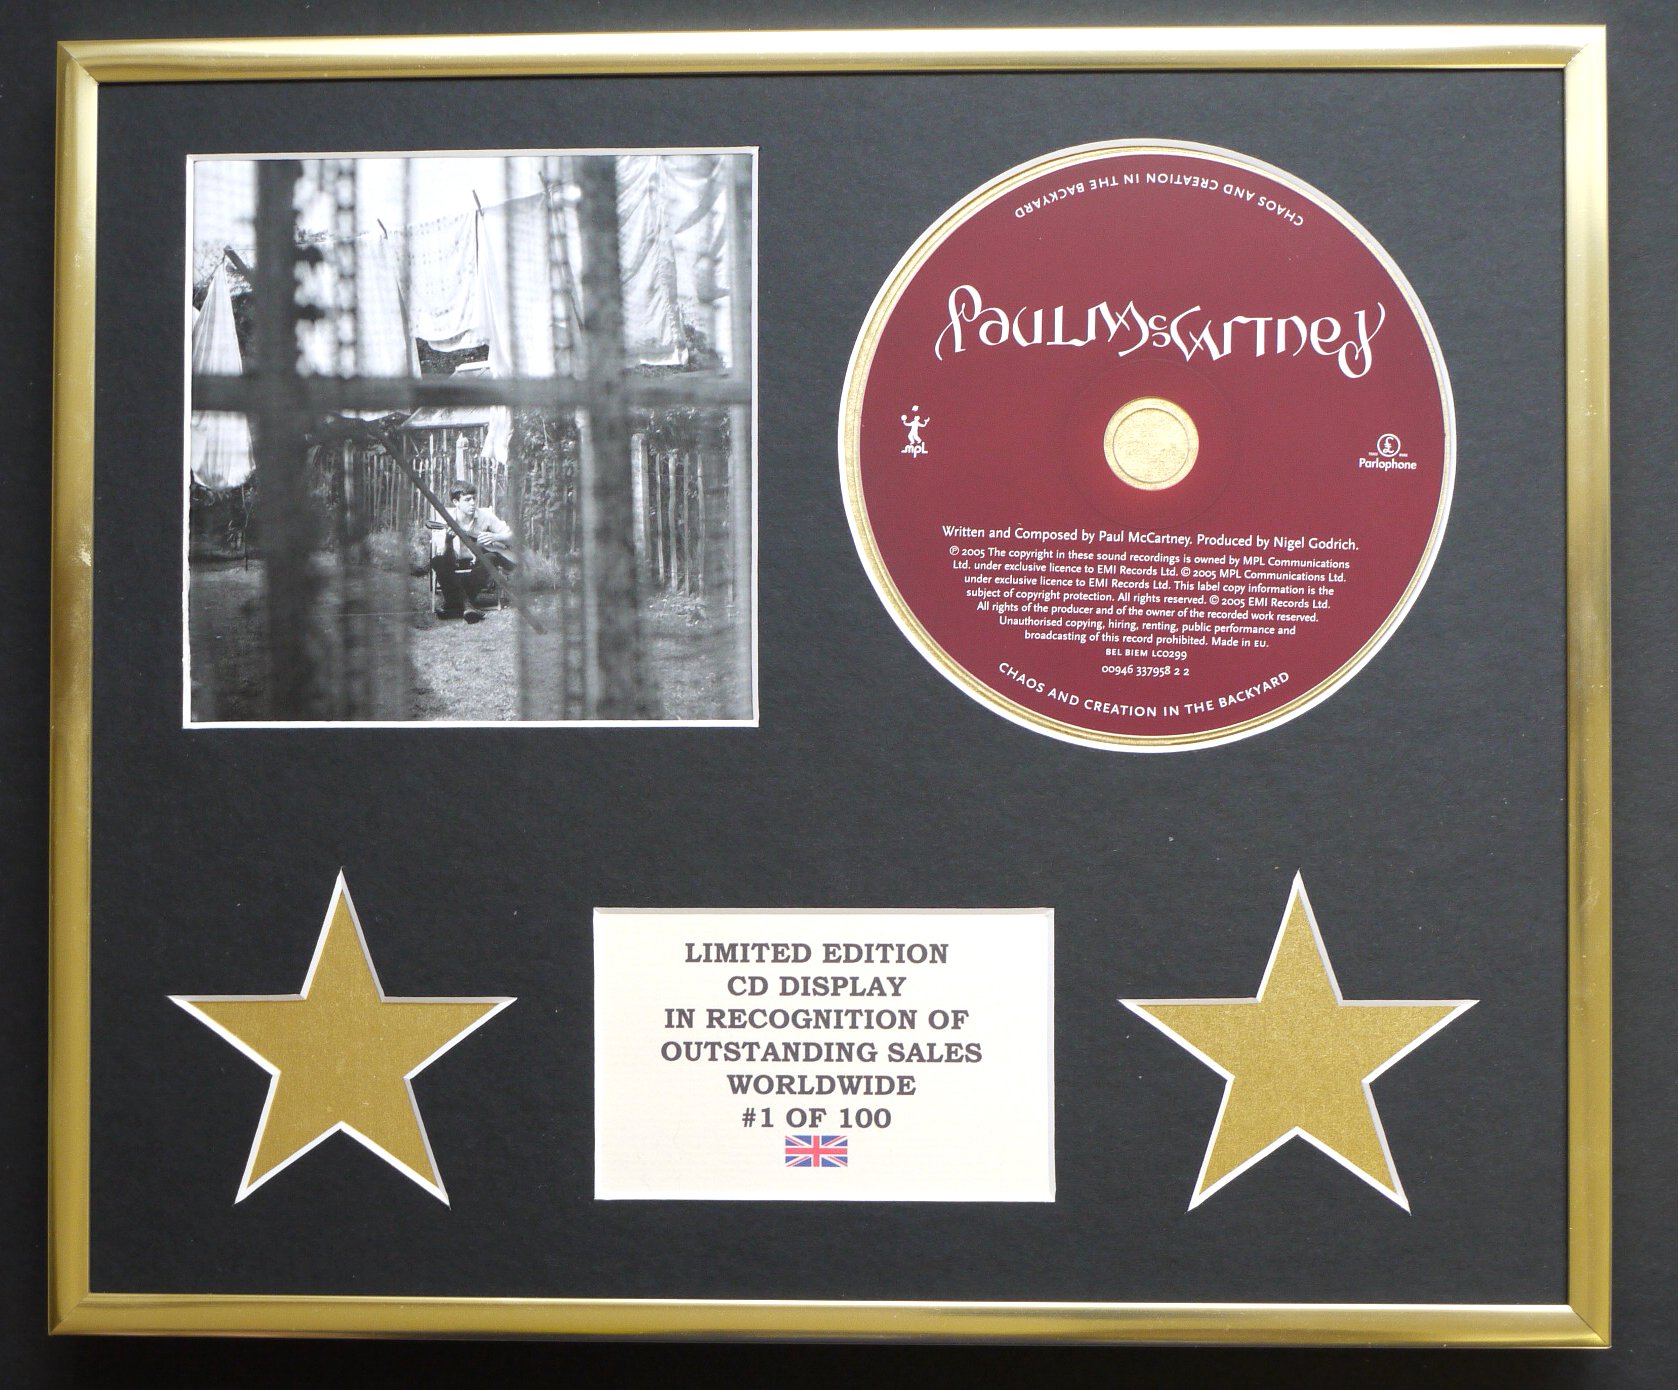 CHAOS AND CREATION IN THE BACKYARD
Paul McCartney
mpL
£
TRADE MARK
Parlophone
Written and Composed by Paul McCartney. Produced by Nigel Godrich.
℗ 2005 The copyright in these sound recordings is owned by MPL Communications
Ltd. under exclusive licence to EMI Records Ltd. © 2005 MPL Communications Ltd.
under exclusive licence to EMI Records Ltd. This label copy information is the
subject of copyright protection. All rights reserved. © 2005 EMI Records Ltd.
All rights of the producer and of the owner of the recorded work reserved.
Unauthorised copying, hiring, renting, public performance and
broadcasting of this record prohibited. Made in EU.
BEL BIEM LC0299
00946 337958 2 2
CHAOS AND CREATION IN THE BACKYARD
LIMITED EDITION
CD DISPLAY
IN RECOGNITION OF
OUTSTANDING SALES
WORLDWIDE
#1 OF 100